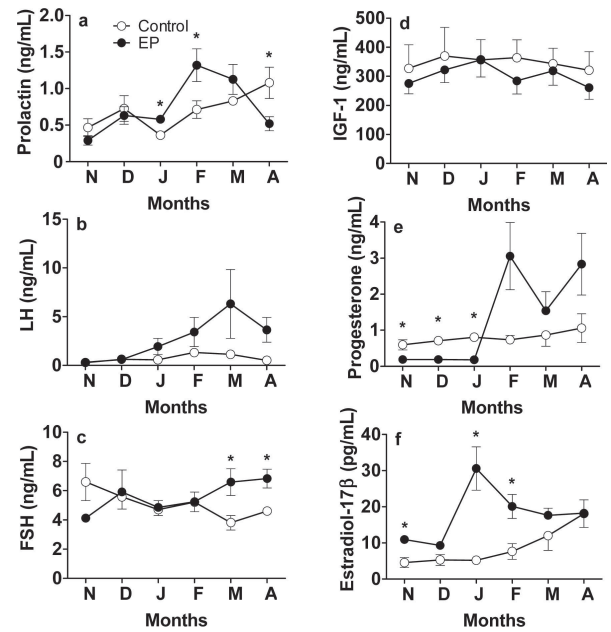 a
Control
EP
Prolactin (ng/mL)
2.0
1.5
1.0
0.5
0.0
*
*
*
N D J F M A
Months
b
LH (ng/mL)
15
10
5
0
N D J F M A
Months
c
FSH (ng/mL)
10
8
6
4
2
0
* *
N D J F M A
Months
d
IGF-1 (ng/mL)
500
400
300
200
100
0
N D J F M A
Months
e
Progesterone (ng/mL)
4
3
2
1
0
* * *
N D J F M A
Months
f
Estradiol-17β (pg/mL)
40
30
20
10
0
*
*
*
N D J F M A
Months